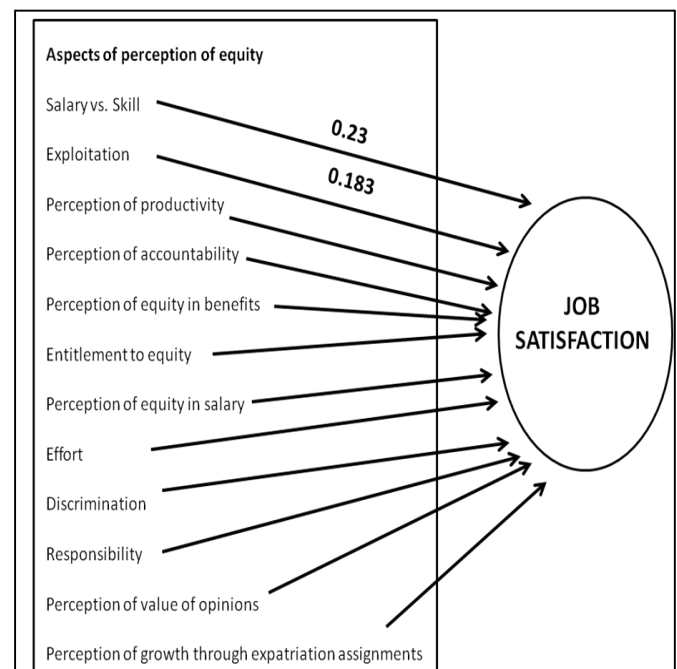 Aspects of perception of equity
Salary vs. Skill
0.23
Exploitation
0.183
Perception of productivity
Perception of accountability
Perception of equity in benefits
Entitlement to equity
Perception of equity in salary
Effort
Discrimination
Responsibility
Perception of value of opinions
Perception of growth through expatriation assignments
JOB
SATISFACTION